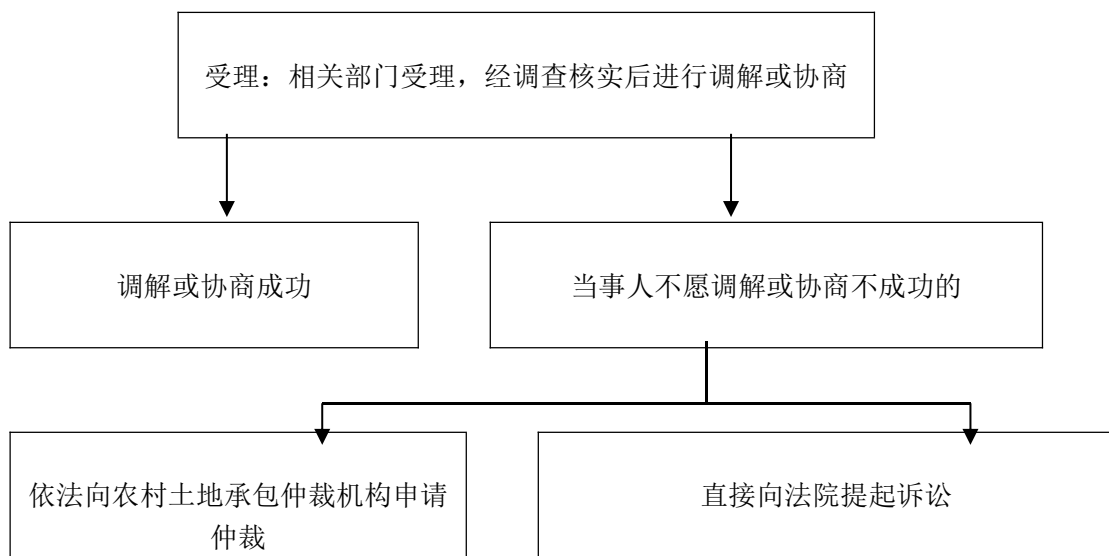 受理：相关部门受理，经调查核实后进行调解或协商
调解或协商成功
当事人不愿调解或协商不成功的
依法向农村土地承包仲裁机构申请
仲裁
直接向法院提起诉讼